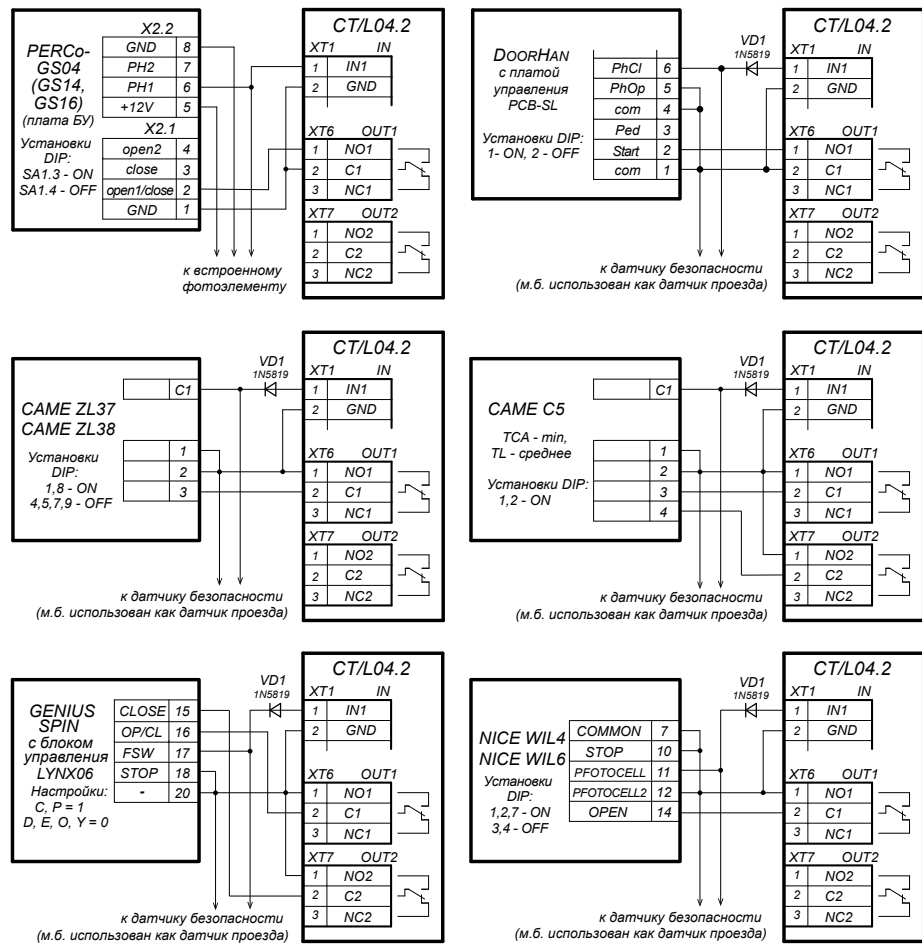 PERCo-
GS04
(GS14,
GS16)
(плата БУ)
Установки
DIP:
SA1.3 - ON
SA1.4 - OFF
X2.2
GND 8
PH2 7
PH1 6
+12V 5
X2.1
open2 4
close 3
open1/close 2
GND 1
CT/L04.2
XT1 IN
1 IN1
2 GND
XT6 OUT1
1 NO1
2 C1
3 NC1
XT7 OUT2
1 NO2
2 C2
3 NC2
к встроенному
фотоэлементу
DOORHAN
с платой
управления
PCB-SL
Установки DIP:
1- ON, 2 - OFF
PhCl 6
PhOp 5
com 4
Ped 3
Start 2
com 1
VD1
1N5819
CT/L04.2
XT1 IN
1 IN1
2 GND
XT6 OUT1
1 NO1
2 C1
3 NC1
XT7 OUT2
1 NO2
2 C2
3 NC2
к датчику безопасности
(м.б. использован как датчик проезда)
CAME ZL37
CAME ZL38
Установки
DIP:
1,8 - ON
4,5,7,9 - OFF
C1
1
2
3
VD1
1N5819
CT/L04.2
XT1 IN
1 IN1
2 GND
XT6 OUT1
1 NO1
2 C1
3 NC1
XT7 OUT2
1 NO2
2 C2
3 NC2
к датчику безопасности
(м.б. использован как датчик проезда)
CAME C5
TCA - min,
TL - среднее
Установки DIP:
1,2 - ON
C1
1
2
3
4
VD1
1N5819
CT/L04.2
XT1 IN
1 IN1
2 GND
XT6 OUT1
1 NO1
2 C1
3 NC1
XT7 OUT2
1 NO2
2 C2
3 NC2
к датчику безопасности
(м.б. использован как датчик проезда)
GENIUS
SPIN
с блоком
управления
LYNX06
Настройки:
C, P = 1
D, E, O, Y = 0
CLOSE 15
OP/CL 16
FSW 17
STOP 18
- 20
VD1
1N5819
CT/L04.2
XT1 IN
1 IN1
2 GND
XT6 OUT1
1 NO1
2 C1
3 NC1
XT7 OUT2
1 NO2
2 C2
3 NC2
к датчику безопасности
(м.б. использован как датчик проезда)
NICE WIL4
NICE WIL6
Установки
DIP:
1,2,7 - ON
3,4 - OFF
COMMON 7
STOP 10
PFOTOCELL 11
PFOTOCELL2 12
OPEN 14
VD1
1N5819
CT/L04.2
XT1 IN
1 IN1
2 GND
XT6 OUT1
1 NO1
2 C1
3 NC1
XT7 OUT2
1 NO2
2 C2
3 NC2
к датчику безопасности
(м.б. использован как датчик проезда)